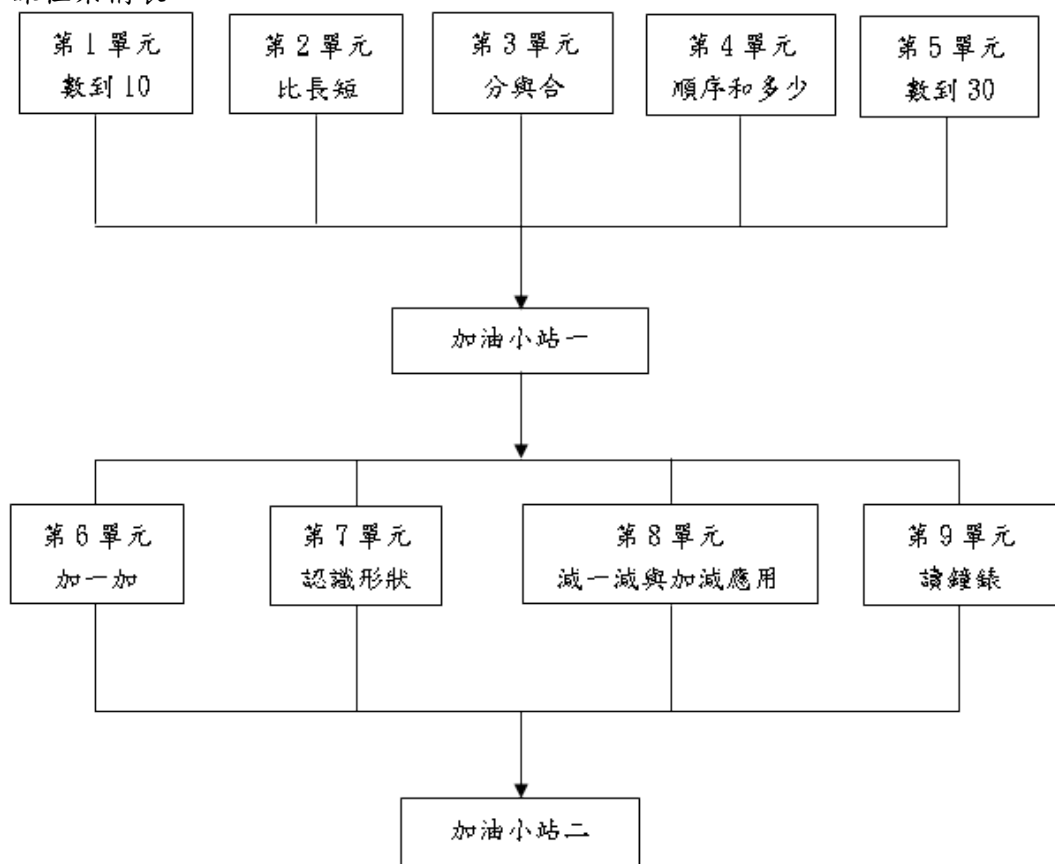 第 1 單元
數到 10
第 2 單元
比長短
第 3 單元
分與合
第 4 單元
順序和多少
第 5 單元
數到 30
加油小站一
第 6 單元
加一加
第 7 單元
認識形狀
第 8 單元
減一減與加減應用
第 9 單元
讀鐘錶
加油小站二